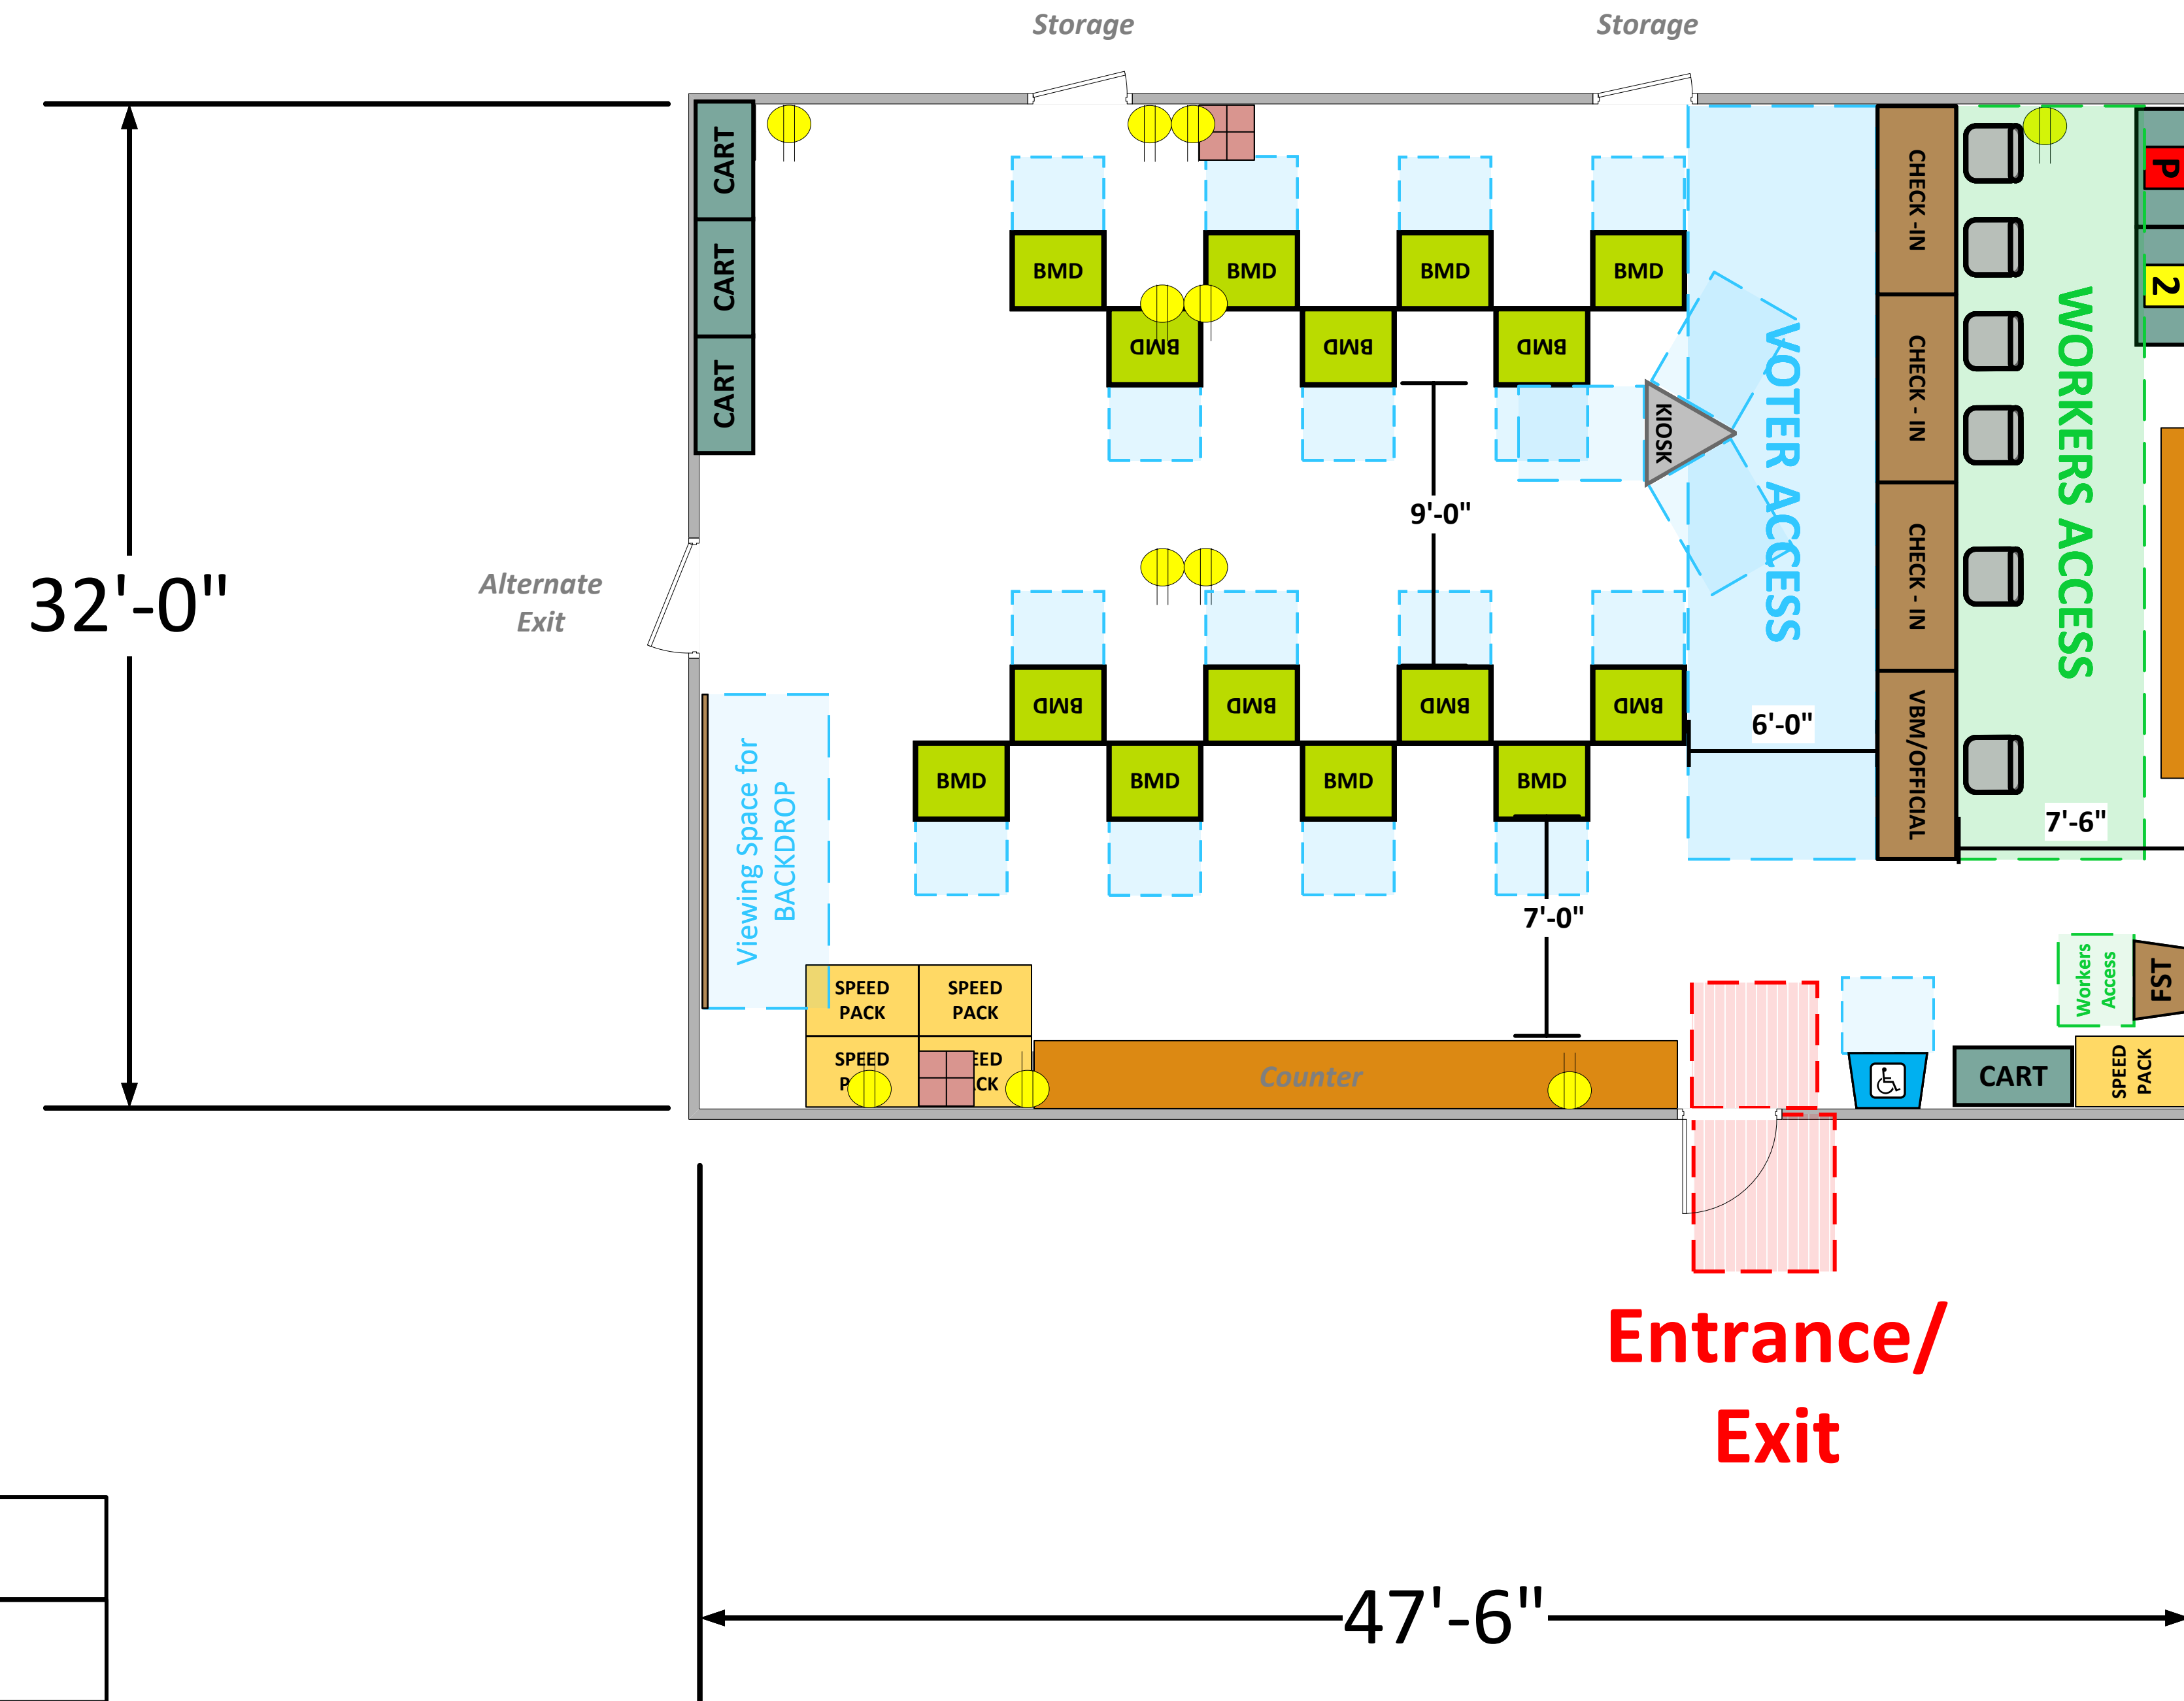 Storage
Storage
CART
CART
CART
BMD
BMD
BMD
BMD
BMD
BMD
BMD
KIOSK
VOTER ACCESS
CHECK -IN
CHECK - IN
CHECK - IN
VBM/OFFICIAL
WORKERS ACCESS
P
2
9'-0"
32'-0"
Alternate
Exit
BMD
BMD
BMD
BMD
BMD
BMD
BMD
BMD
6'-0"
7'-6"
Viewing Space for
BACKDROP
7'-0"
SPEED
PACK
SPEED
PACK
SPEED
Counter
Workers
Access
FST
CART
SPEED
PACK
Entrance/
Exit
47'-6"